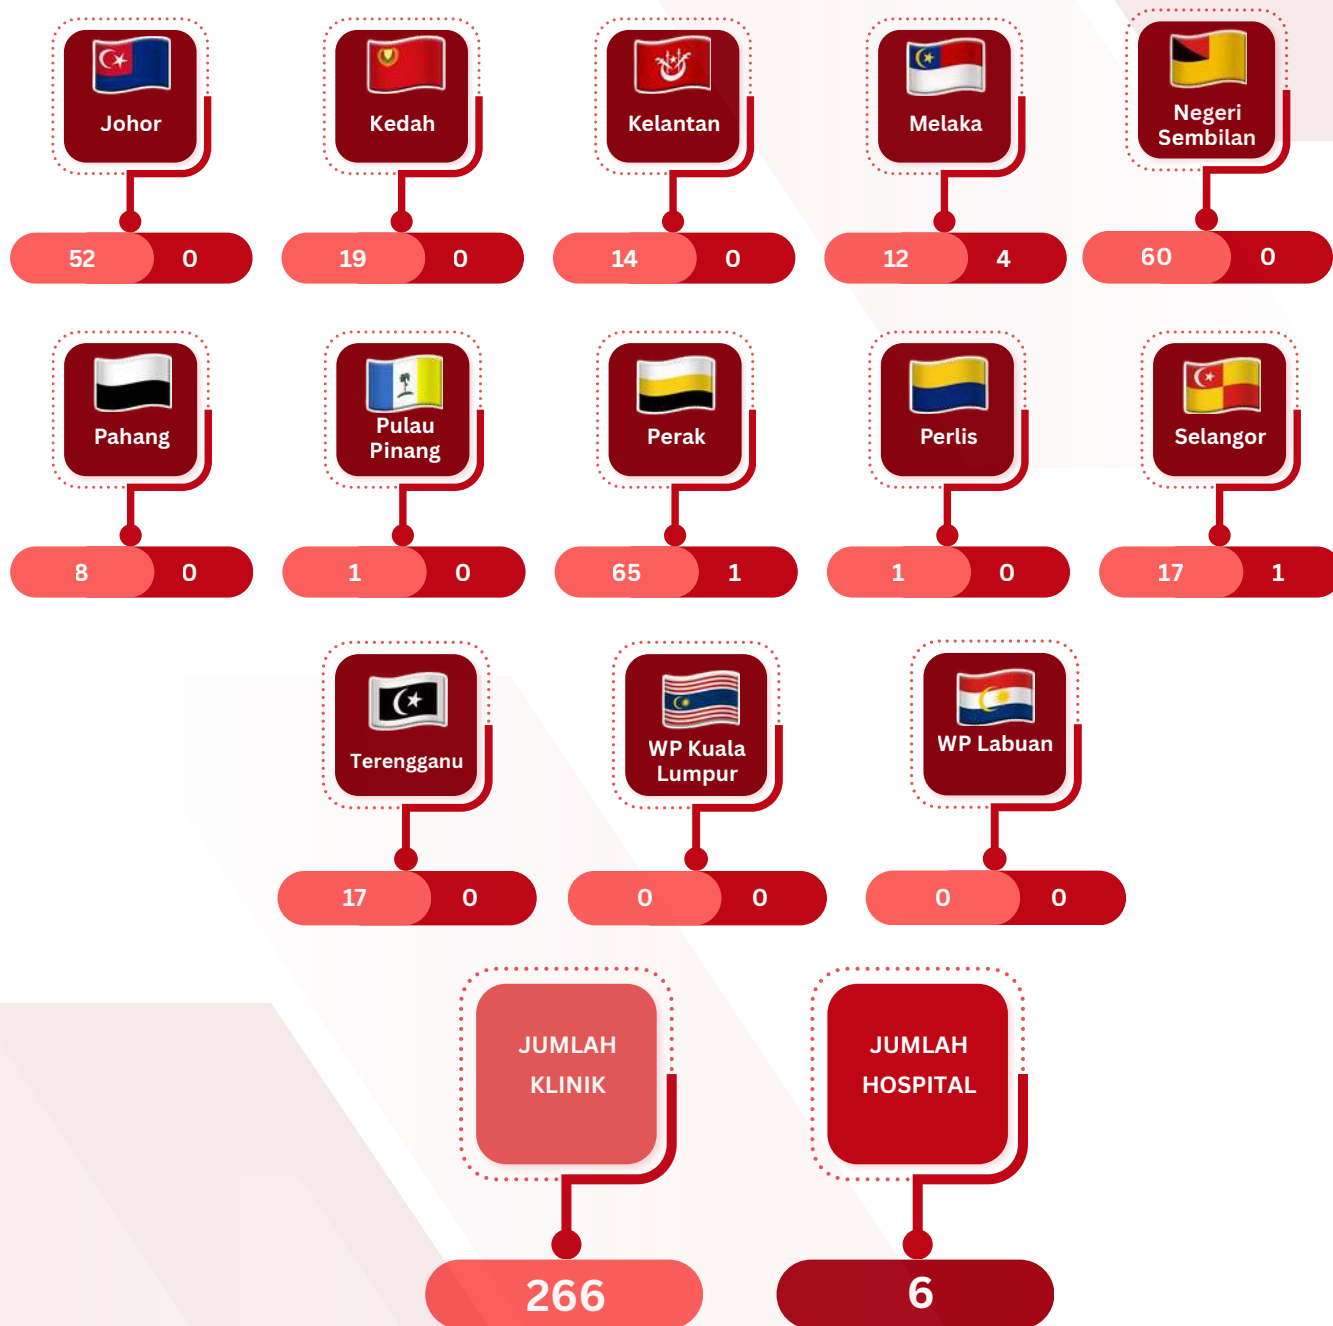 Johor
Kedah
Kelantan
Melaka
Negeri
Sembilan
52 0
19 0
14 0
12 4
60 0
Pahang
Pulau
Pinang
Perak
Perlis
Selangor
8 0
1 0
65 1
1 0
17 1
Terengganu
WP Kuala
Lumpur
WP Labuan
17 0
0 0
0 0
JUMLAH
KLINIK
JUMLAH
HOSPITAL
266
6